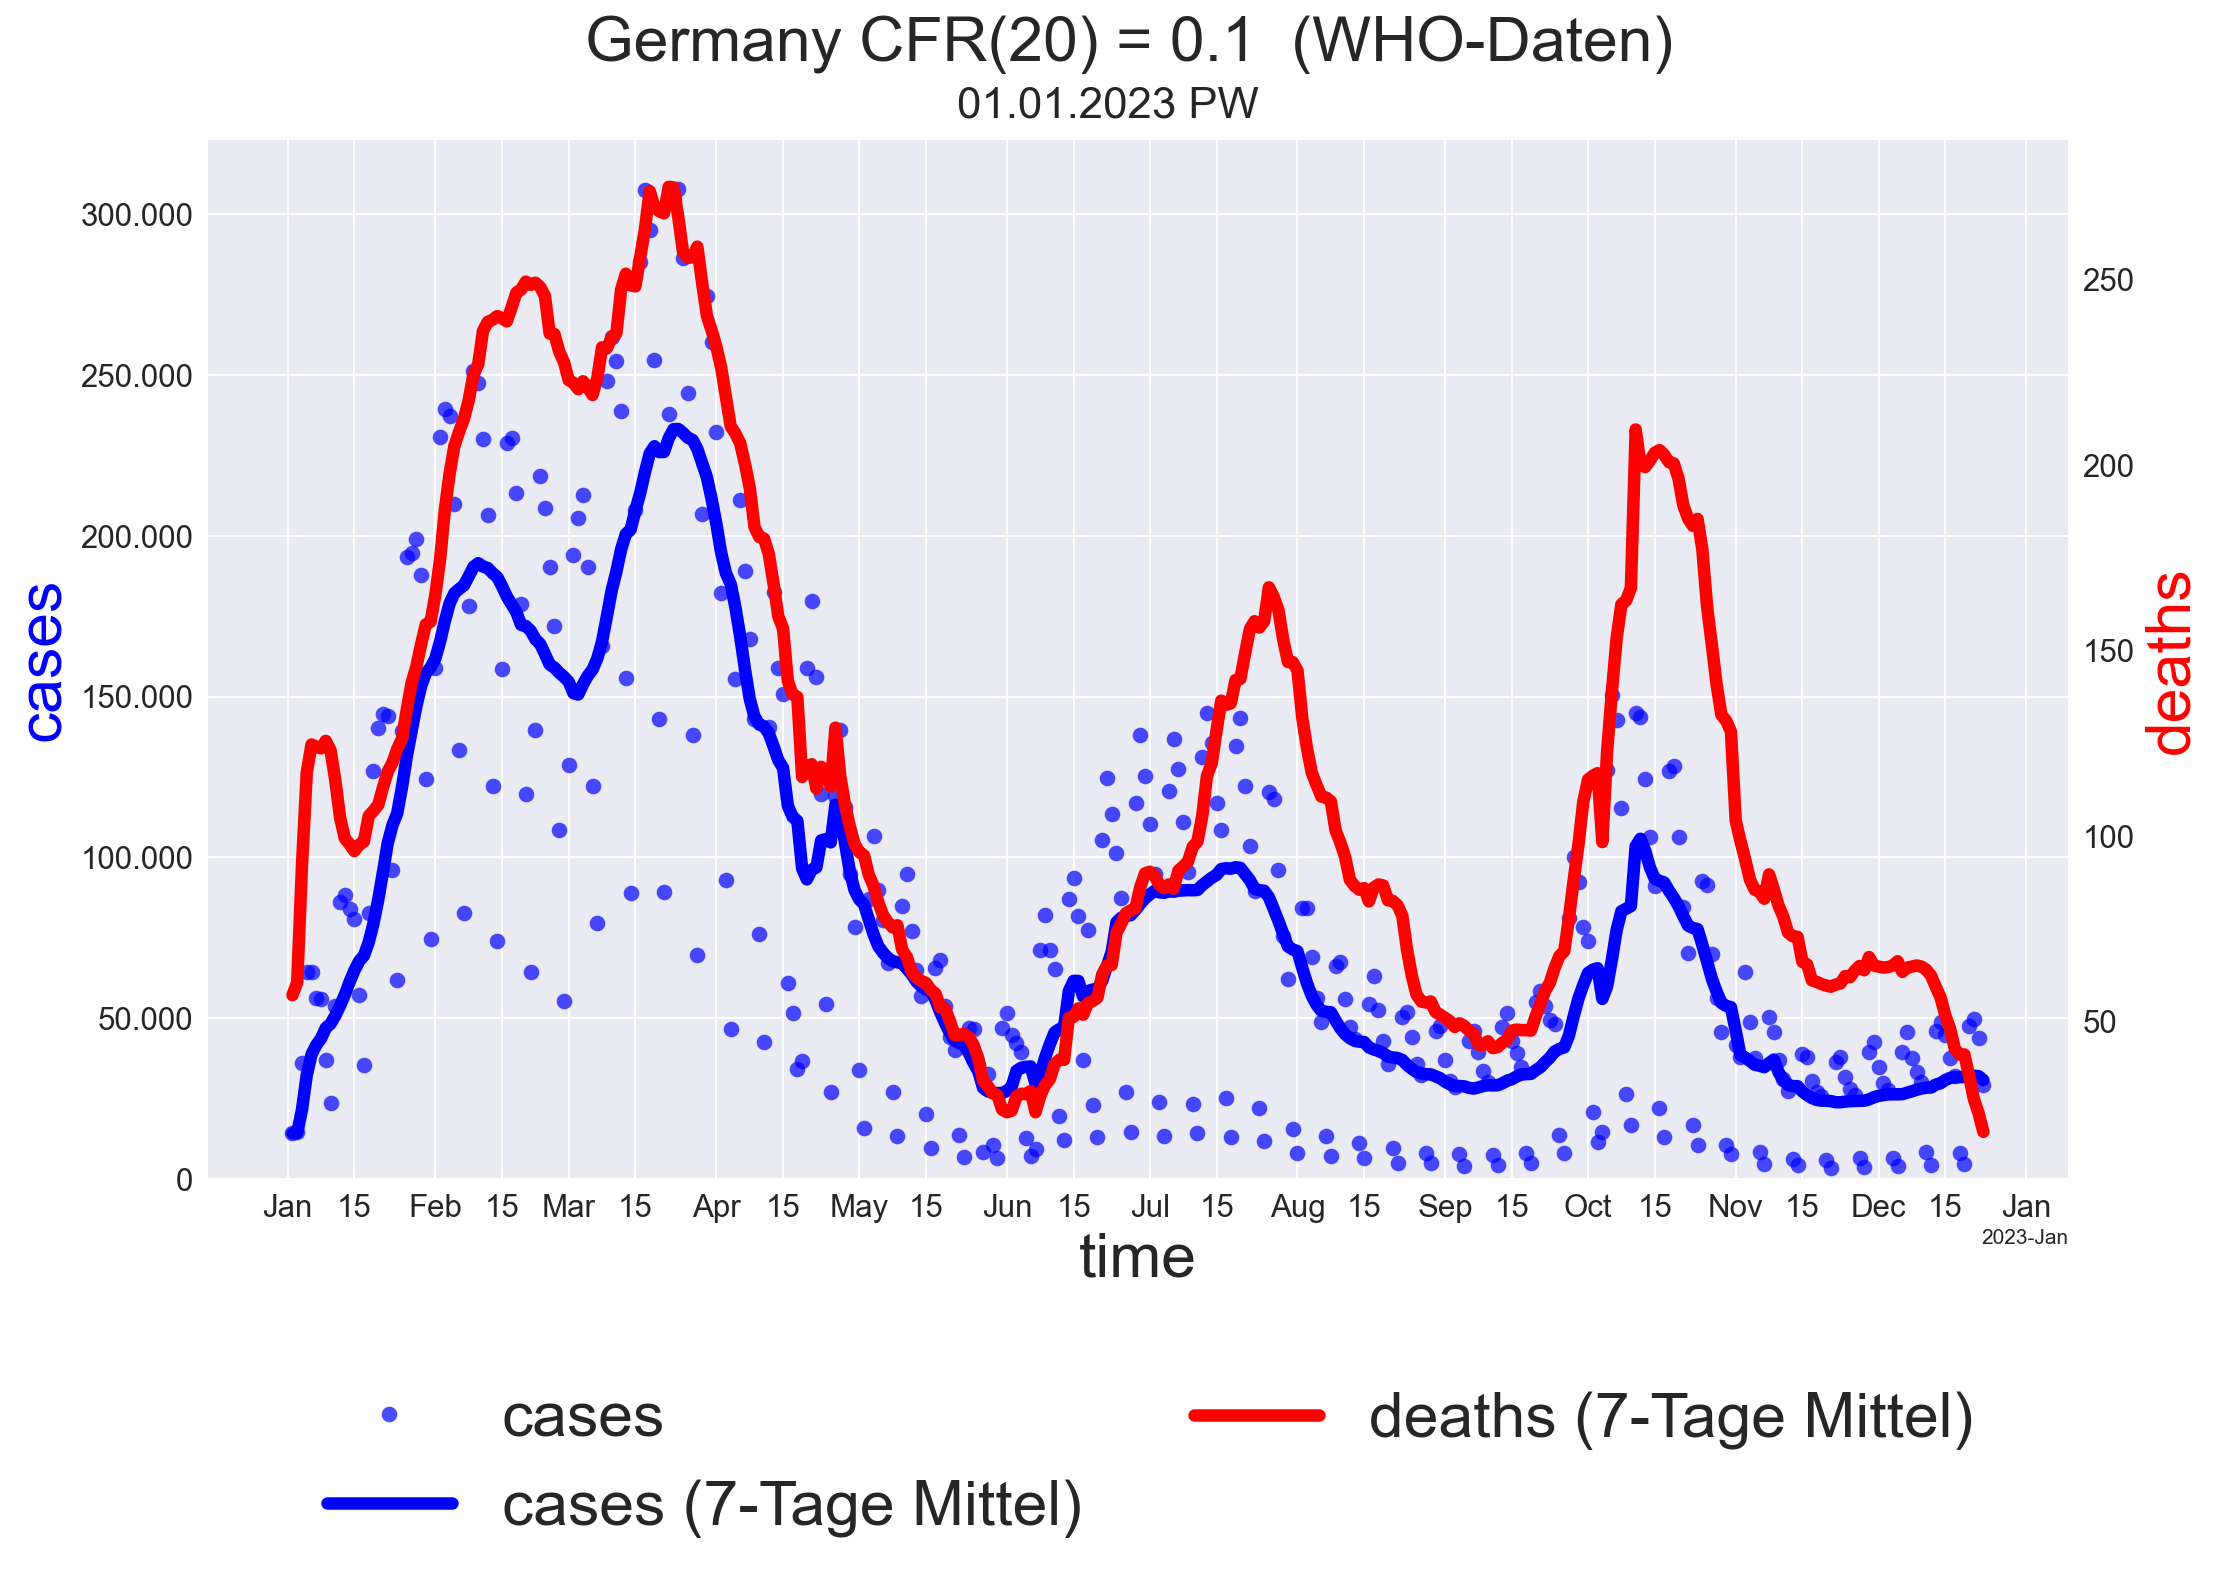 Germany CFR(20) = 0.1 (WHO-Daten)
01.01.2023 PW
300.000
250.000
200.000
150.000
100.000
50.000
0
cases
250
200
150
100
50
deaths
Jan 15 Feb 15 Mar 15 Apr 15 May 15 Jun 15 Jul 15 Aug 15 Sep 15 Oct 15 Nov 15 Dec 15 Jan
2023-Jan
time
cases
cases (7-Tage Mittel)
deaths (7-Tage Mittel)